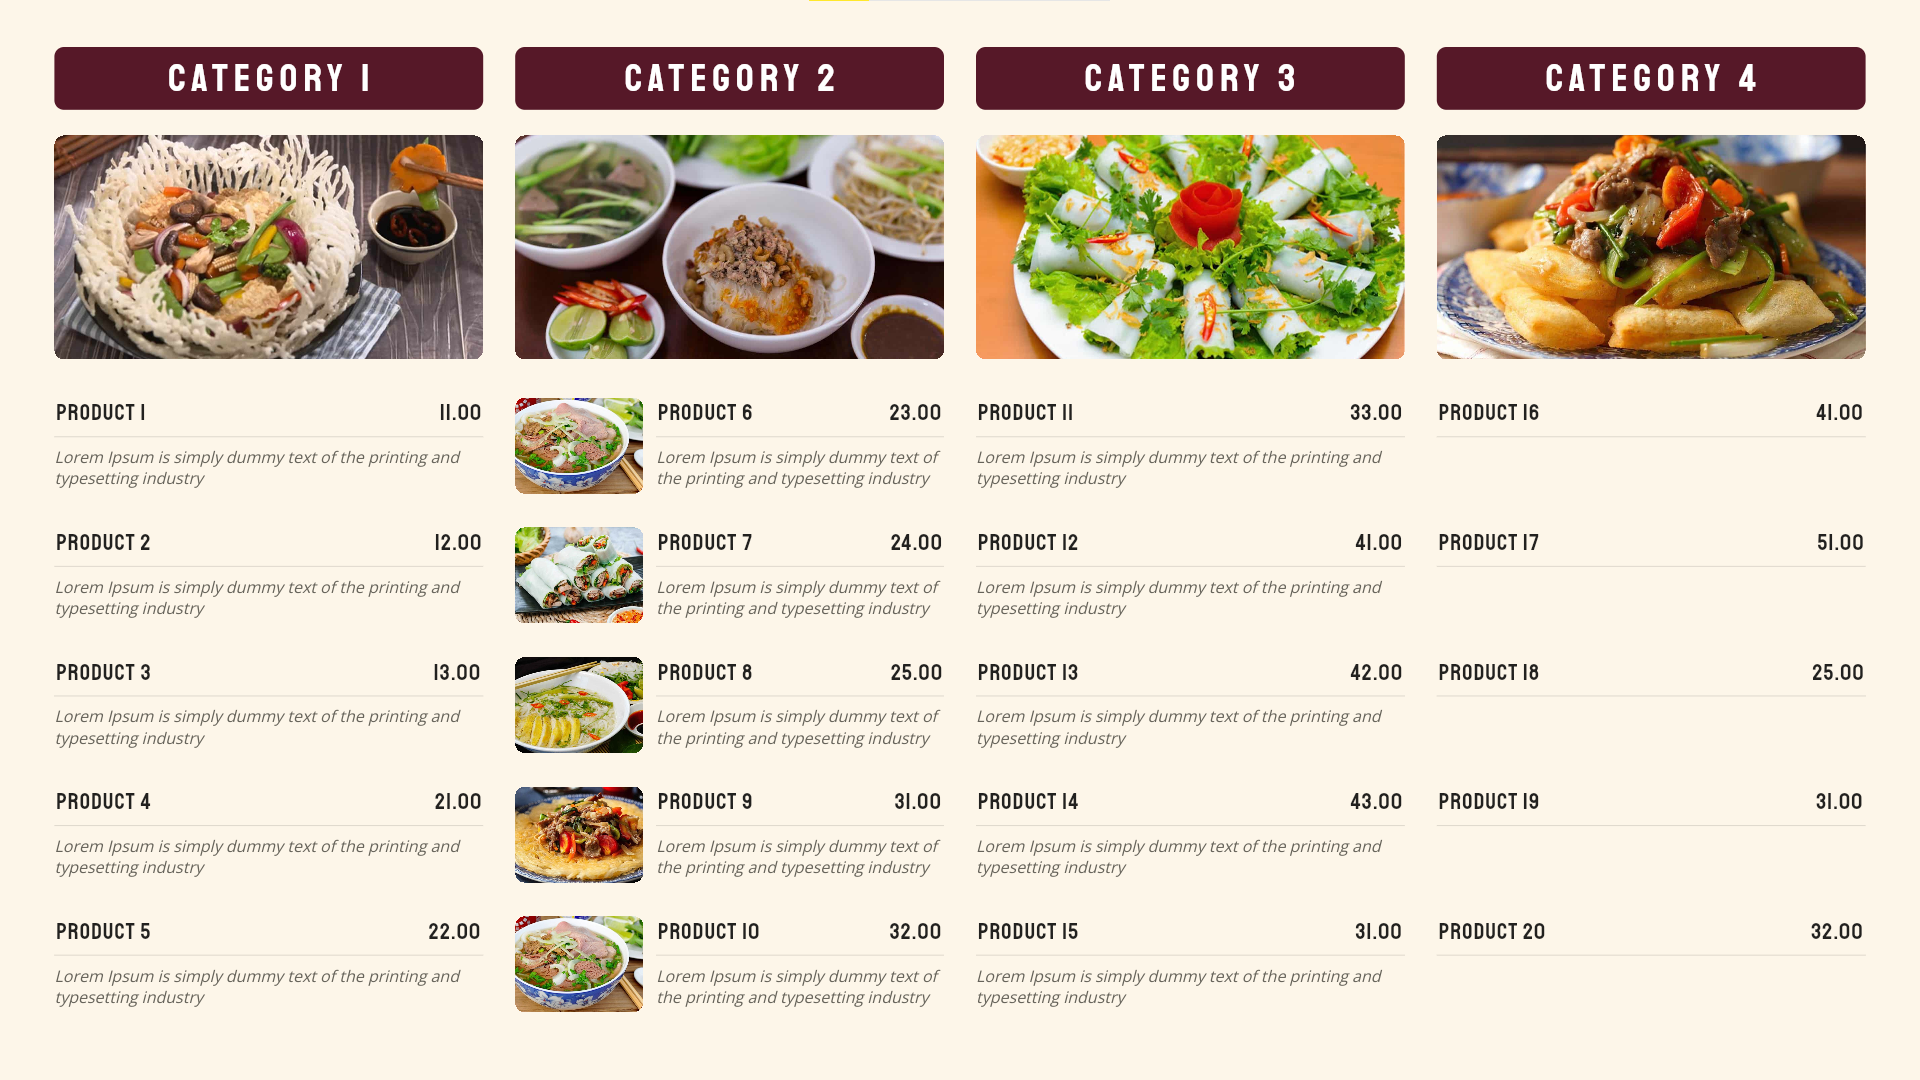 CATEGORY 1
PRODUCT 1 11.00
Lorem Ipsum is simply dummy text of the printing and
typesetting industry
PRODUCT 2 12.00
Lorem Ipsum is simply dummy text of the printing and
typesetting industry
PRODUCT 3 13.00
Lorem Ipsum is simply dummy text of the printing and
typesetting industry
PRODUCT 4 21.00
Lorem Ipsum is simply dummy text of the printing and
typesetting industry
PRODUCT 5 22.00
Lorem Ipsum is simply dummy text of the printing and
typesetting industry
CATEGORY 2
PRODUCT 6 23.00
Lorem Ipsum is simply dummy text of
the printing and typesetting industry
PRODUCT 7 24.00
Lorem Ipsum is simply dummy text of
the printing and typesetting industry
PRODUCT 8 25.00
Lorem Ipsum is simply dummy text of
the printing and typesetting industry
PRODUCT 9 31.00
Lorem Ipsum is simply dummy text of
the printing and typesetting industry
PRODUCT 10 32.00
Lorem Ipsum is simply dummy text of
the printing and typesetting industry
CATEGORY 3
PRODUCT 11 33.00
Lorem Ipsum is simply dummy text of the printing and
typesetting industry
PRODUCT 12 41.00
Lorem Ipsum is simply dummy text of the printing and
typesetting industry
PRODUCT 13 42.00
Lorem Ipsum is simply dummy text of the printing and
typesetting industry
PRODUCT 14 43.00
Lorem Ipsum is simply dummy text of the printing and
typesetting industry
PRODUCT 15 31.00
Lorem Ipsum is simply dummy text of the printing and
typesetting industry
CATEGORY 4
PRODUCT 16 41.00
PRODUCT 17 51.00
PRODUCT 18 25.00
PRODUCT 19 31.00
PRODUCT 20 32.00